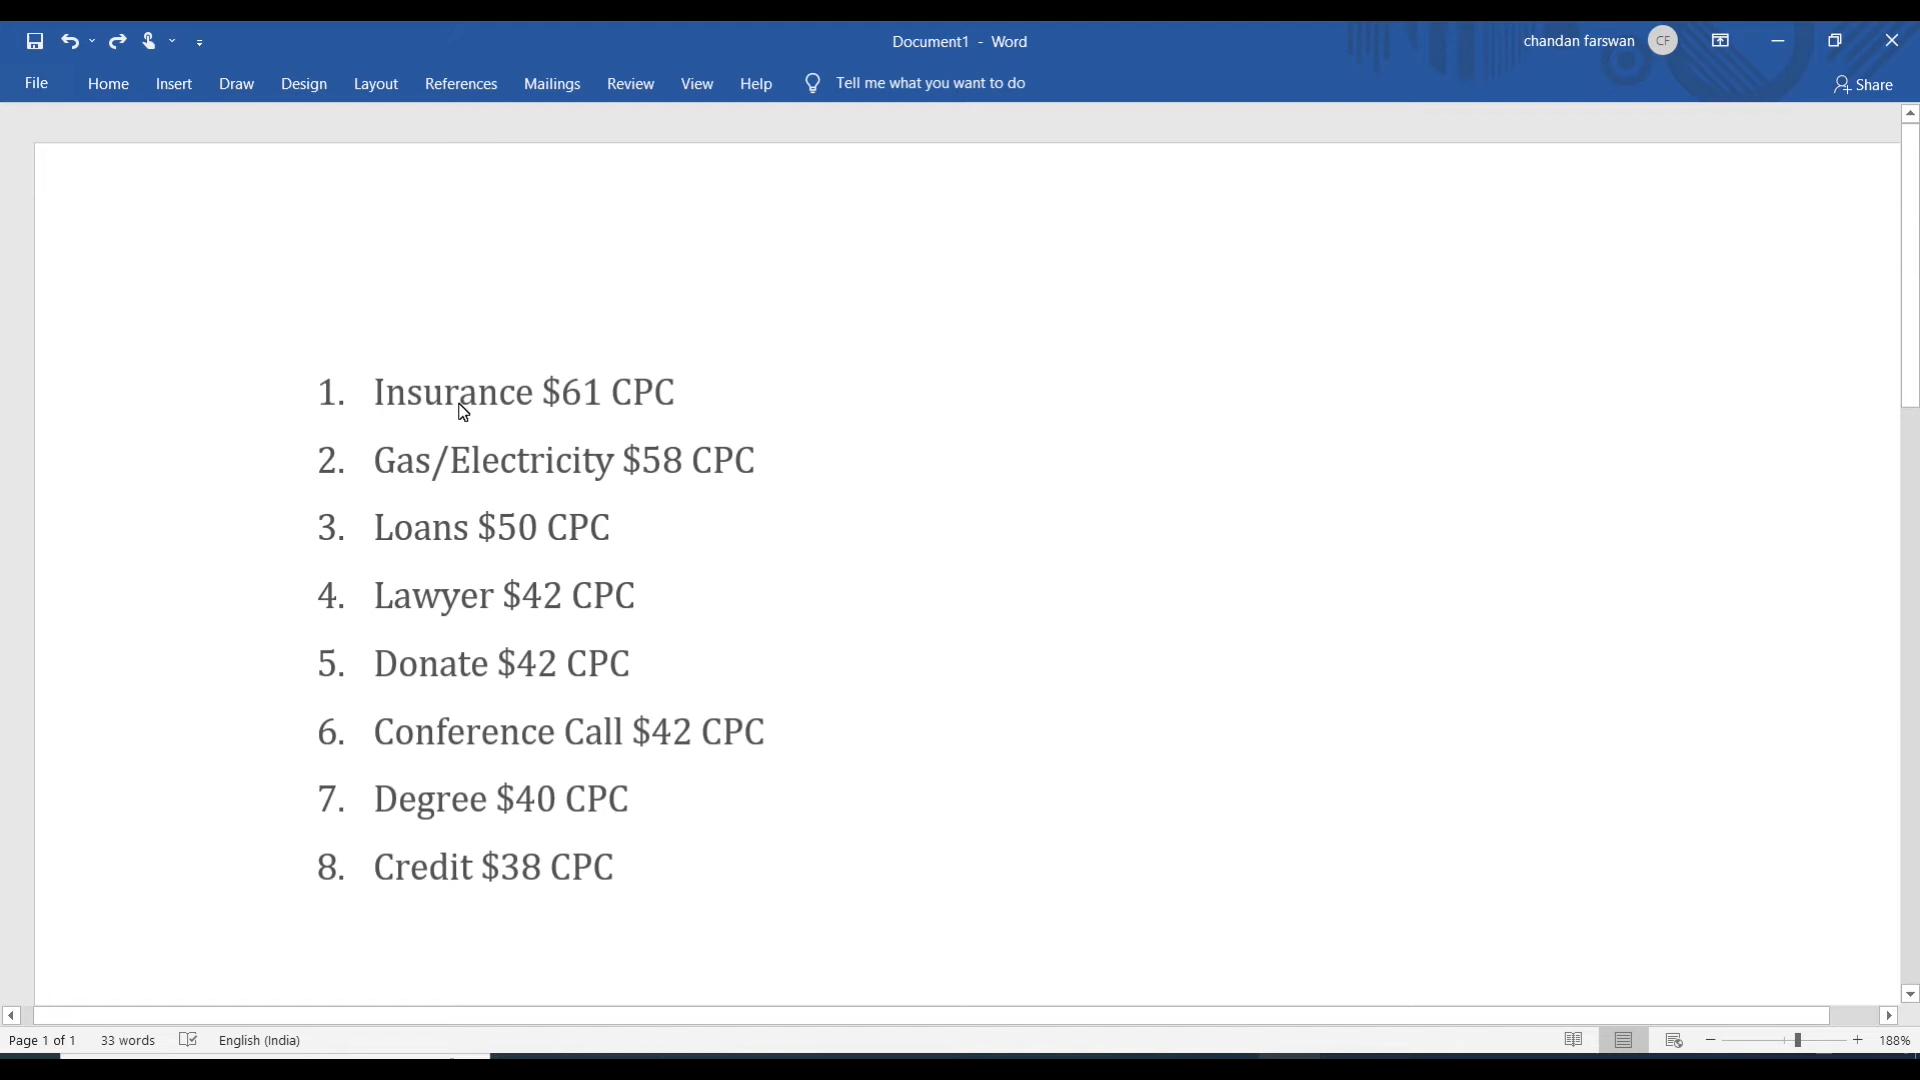 Document1 - Word
chandan farswan CF
File Home Insert Draw Design Layout References Mailings Review View Help Tell me what you want to do Share
1. Insurance $61 CPC
2. Gas/Electricity $58 CPC
3. Loans $50 CPC
4. Lawyer $42 CPC
5. Donate $42 CPC
6. Conference Call $42 CPC
7. Degree $40 CPC
8. Credit $38 CPC
Page 1 of 1 33 words English (India) 188%